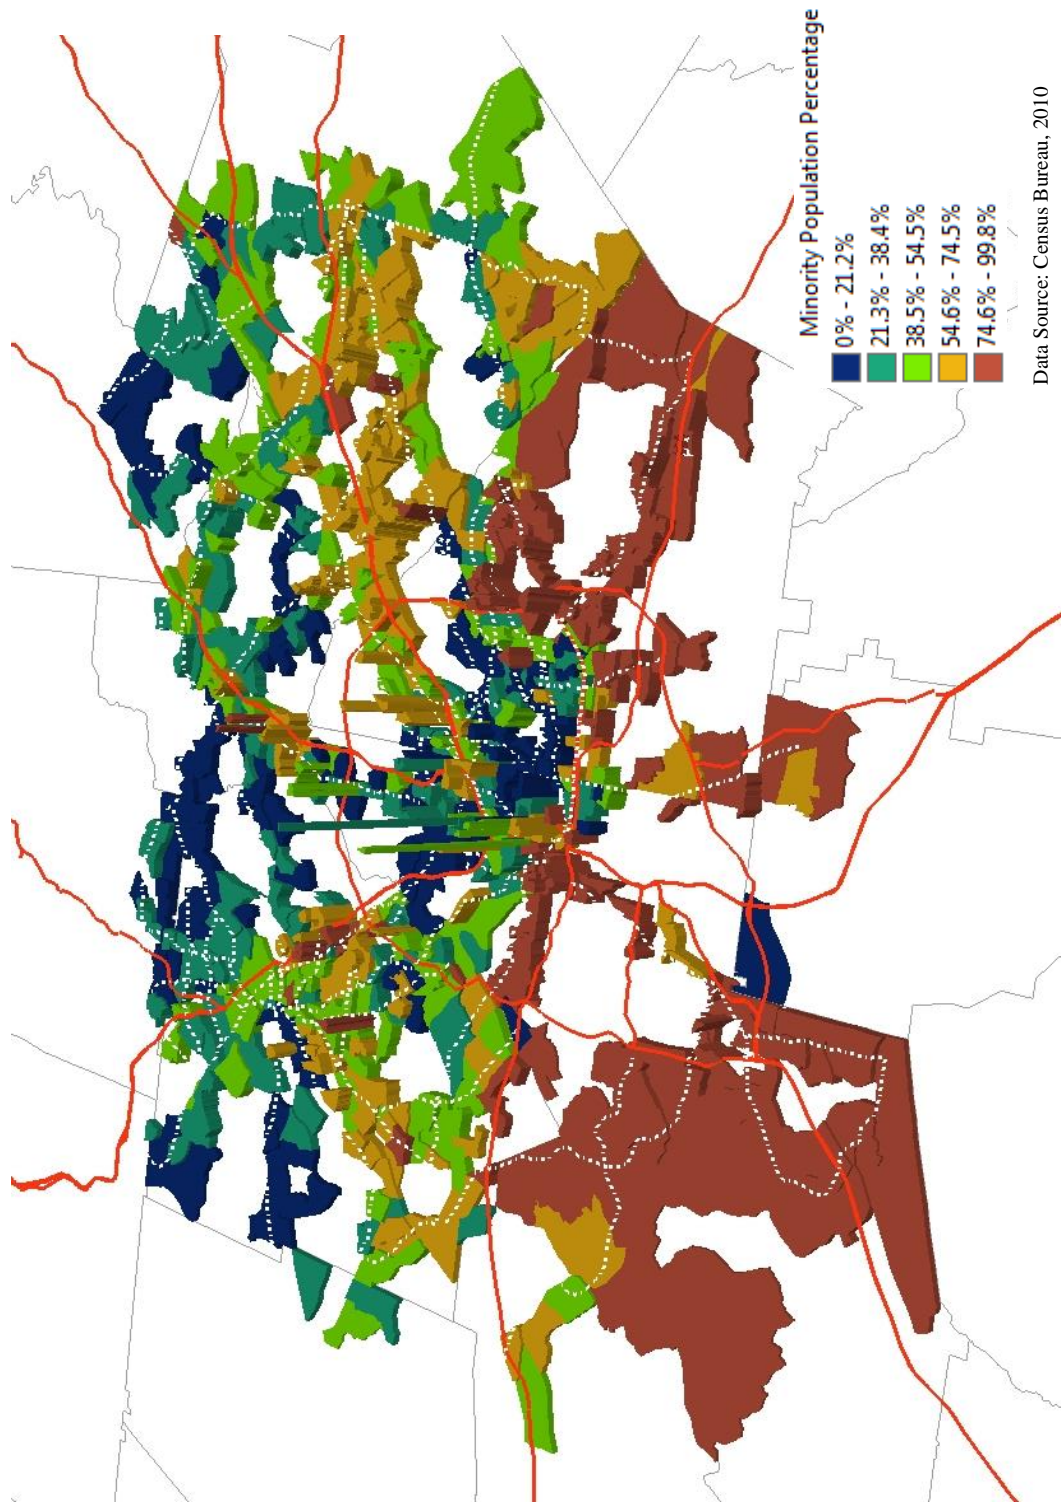 Minority Population Percentage
0% - 21.2%
21.3% - 38.4%
38.5% - 54.5%
54.6% - 74.5%
74.6% - 99.8%
Data Source: Census Bureau, 2010